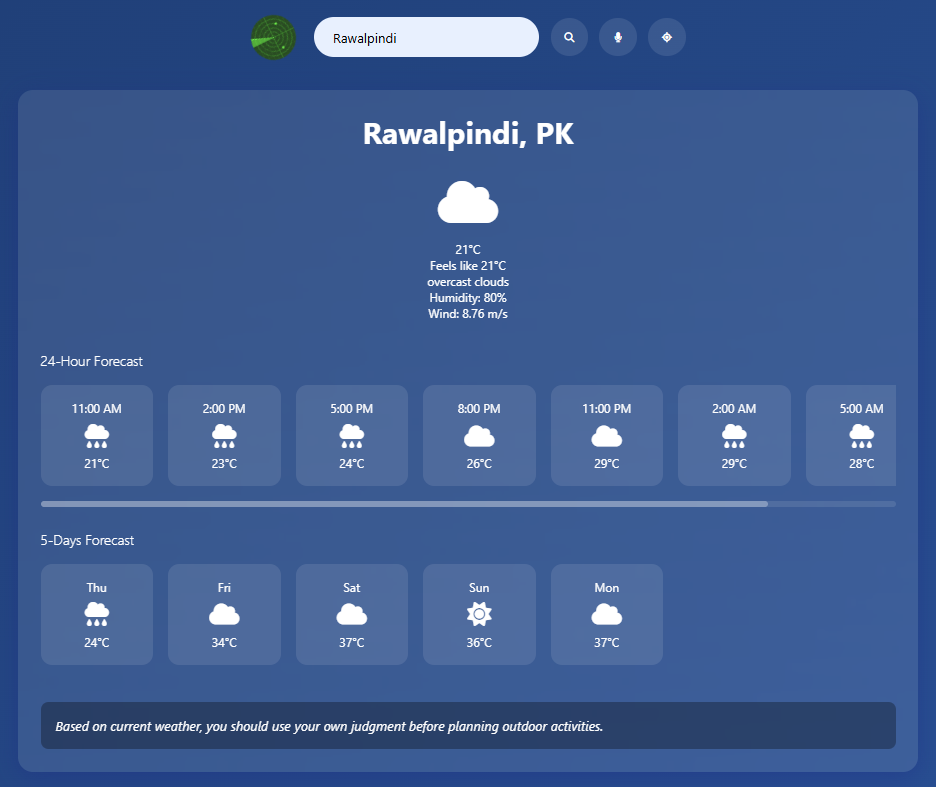 Rawalpindi
Rawalpindi, PK
21°C
Feels like 21°C
overcast clouds
Humidity: 80%
Wind: 8.76 m/s
24-Hour Forecast
11:00 AM 2:00 PM 5:00 PM 8:00 PM 11:00 PM 2:00 AM 5:00 AM
21°C 23°C 24°C 26°C 29°C 29°C 28°C
5-Days Forecast
Thu Fri Sat Sun Mon
24°C 34°C 37°C 36°C 37°C
Based on current weather, you should use your own judgment before planning outdoor activities.